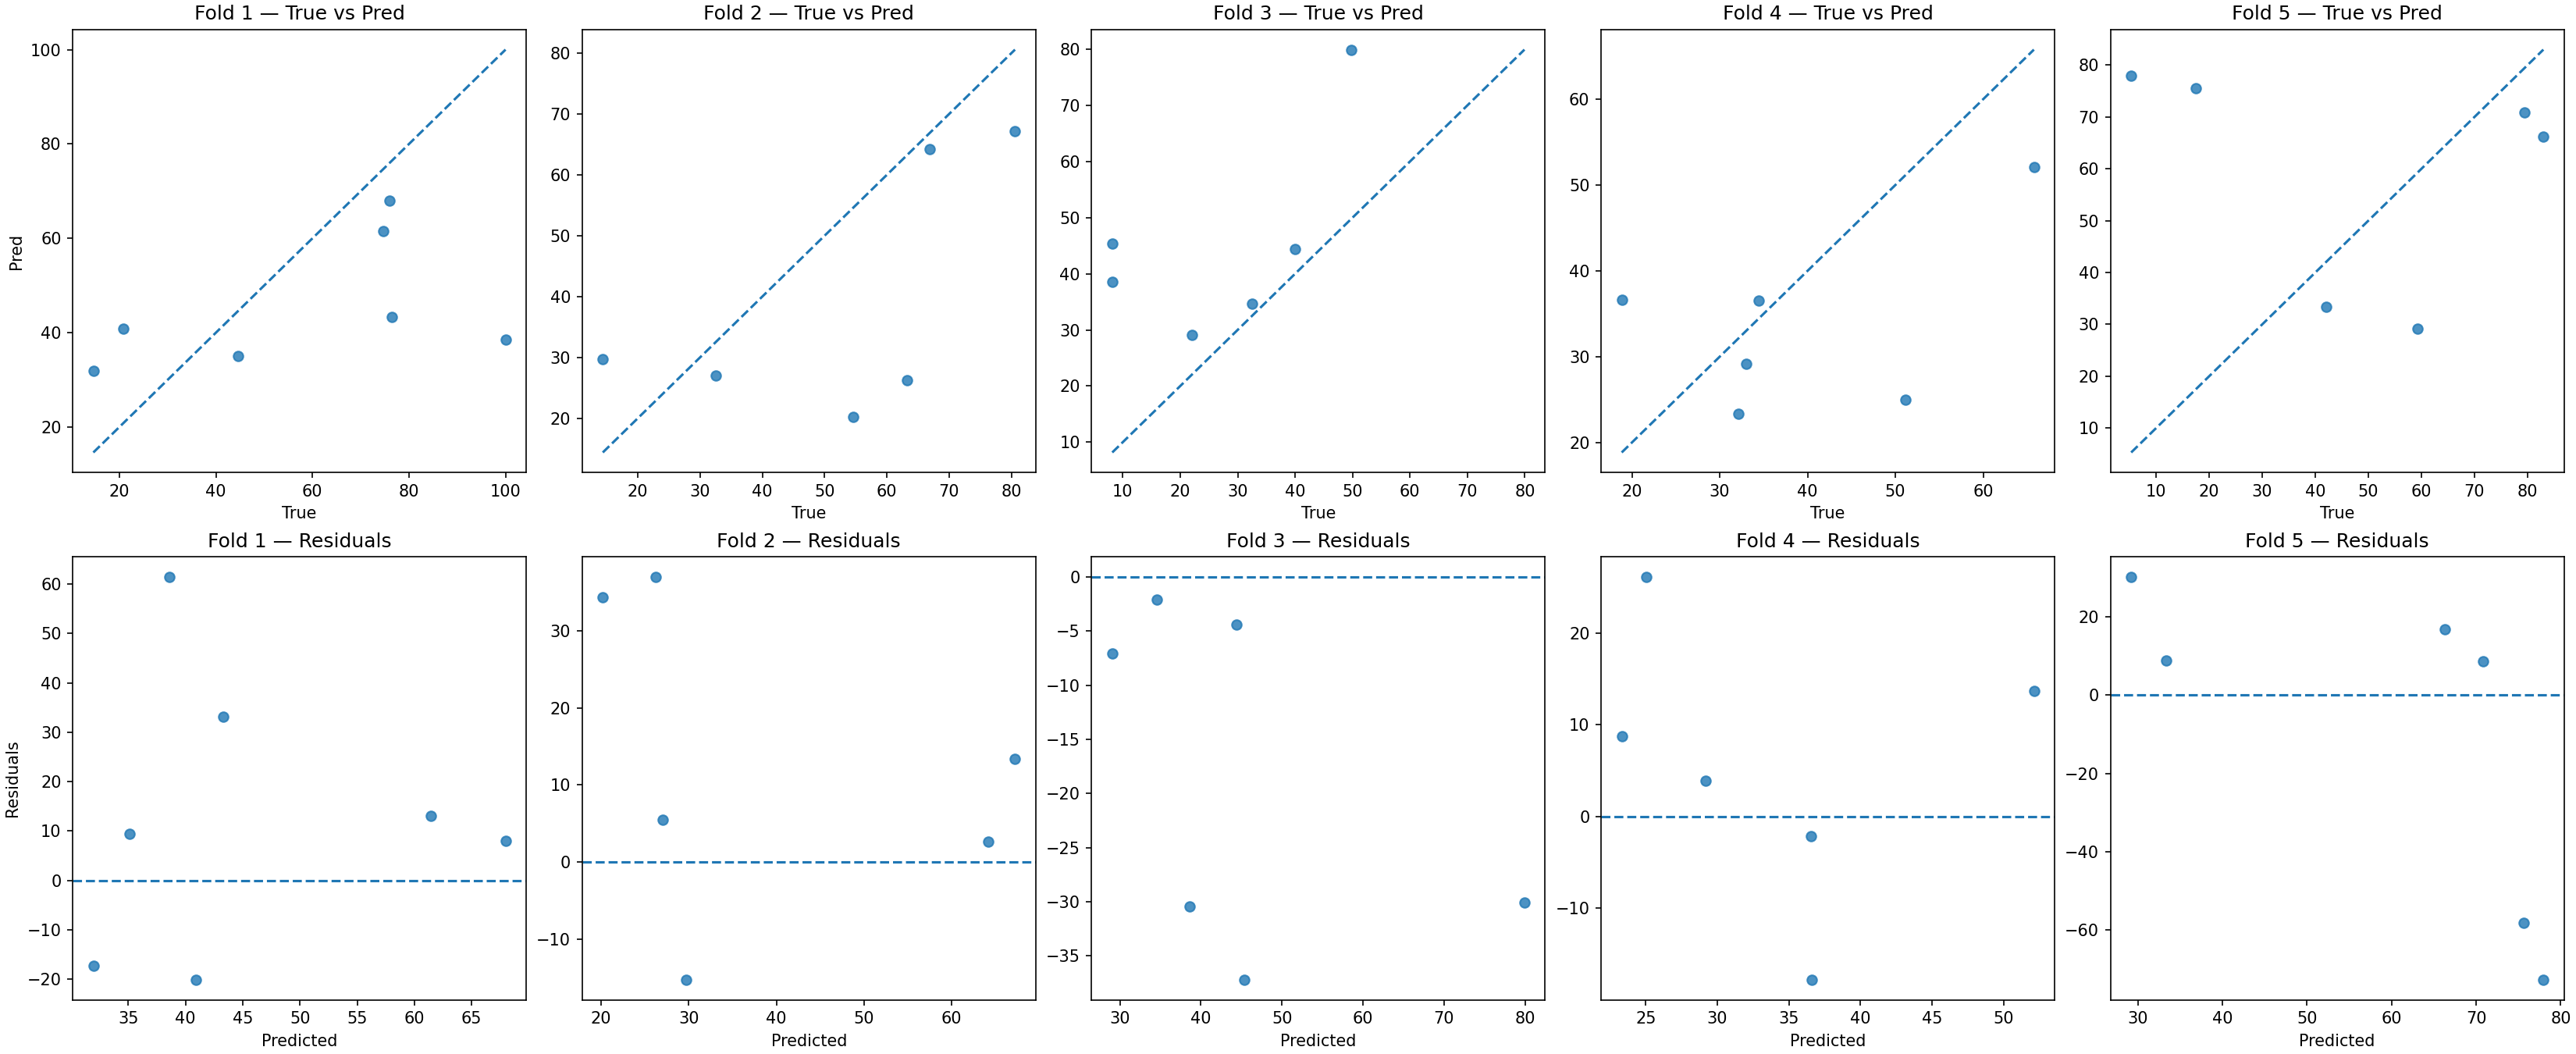 Fold 1 — True vs Pred
Fold 2 — True vs Pred
Fold 3 — True vs Pred
Fold 4 — True vs Pred
Fold 5 — True vs Pred
Pred
100
80
60
40
20
20 40 60 80 100
True
80
70
60
50
40
30
20
20 30 40 50 60 70 80
True
80
70
60
50
40
30
20
10
10 20 30 40 50 60 70 80
True
60
50
40
30
20
20 30 40 50 60
True
80
70
60
50
40
30
20
10
10 20 30 40 50 60 70 80
True
Fold 1 — Residuals
Fold 2 — Residuals
Fold 3 — Residuals
Fold 4 — Residuals
Fold 5 — Residuals
Residuals
60
50
40
30
20
10
0
−10
−20
35 40 45 50 55 60 65
Predicted
30
20
10
0
−10
20 30 40 50 60
Predicted
0
−5
−10
−15
−20
−25
−30
−35
30 40 50 60 70 80
Predicted
20
10
0
−10
25 30 35 40 45 50
Predicted
20
0
−20
−40
−60
30 40 50 60 70 80
Predicted